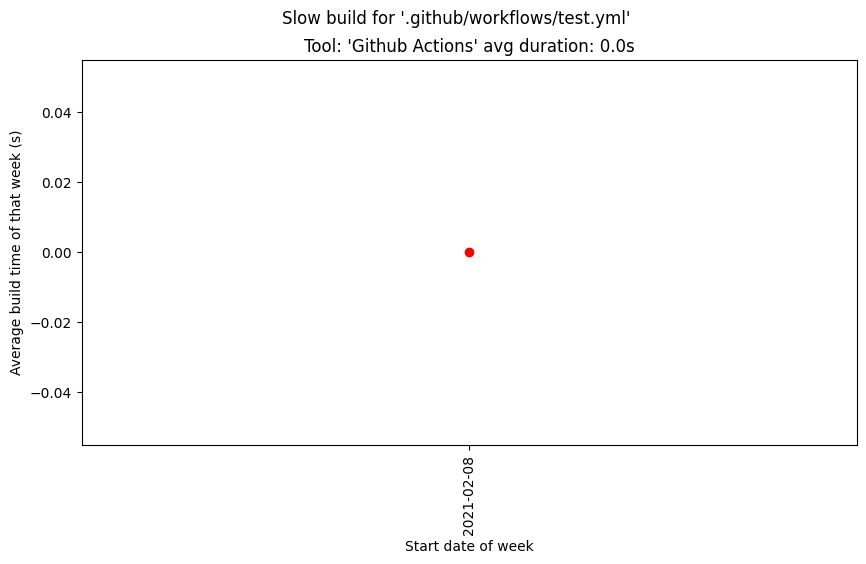 Slow build for '.github/workflows/test.yml'
Tool: 'Github Actions' avg duration: 0.0s
Average build time of that week (s)
0.04
0.02
0.00
−0.02
−0.04
2021-02-08
Start date of week